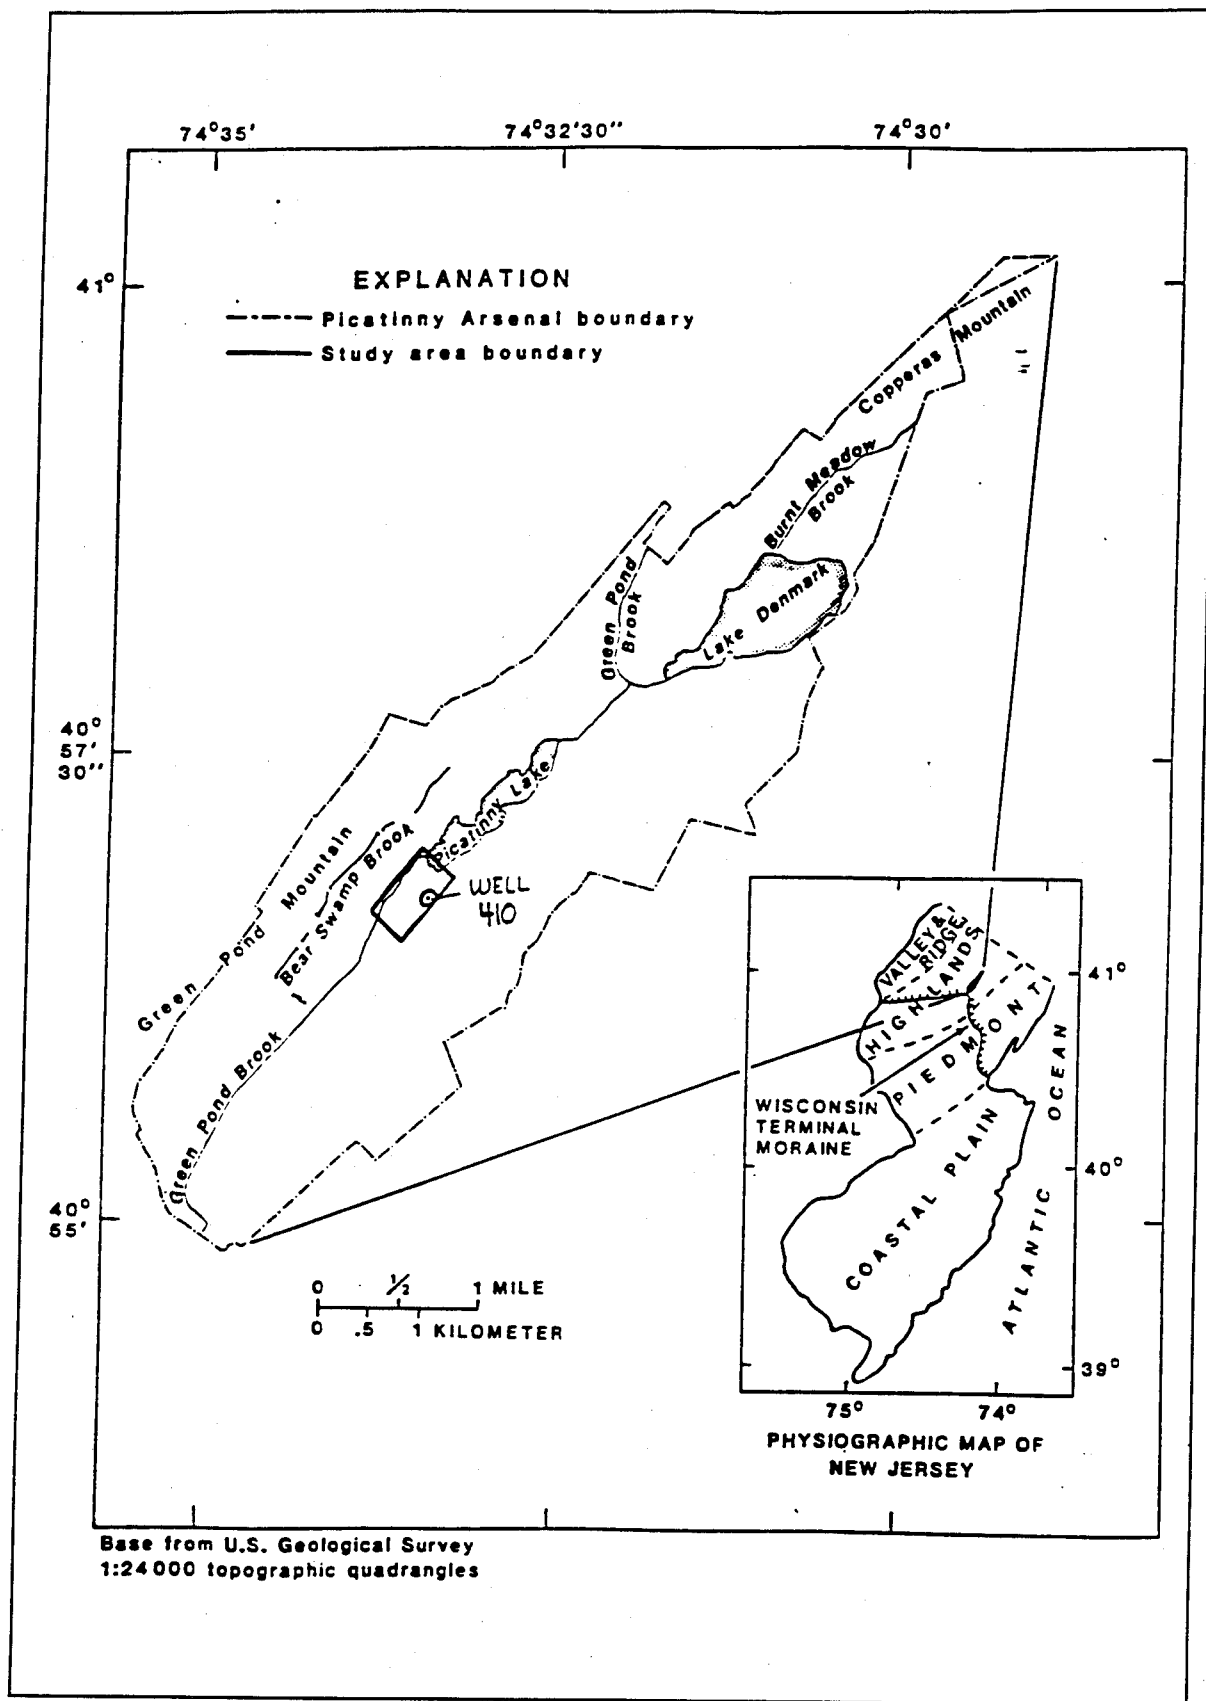 74°35' 74°32'30" 74°30'
41°
EXPLANATION
Picatinny Arsenal boundary
Study area boundary
Copperas Mountain
Burnt Meadow
Brook
Green Pond
Brook
Lake Denmark
40°
57'
30"
Picatinny Lake
Green Pond Mountain
Bear Swamp Brook
WELL
410
Green Pond Brook
40°
55'
0 1/2 1 MILE
0 .5 1 KILOMETER
VALLEY &
RIDGE
HIGHLANDS
PIEDMONT
WISCONSIN
TERMINAL
MORAINE
COASTAL PLAIN
ATLANTIC OCEAN
41°
40°
39°
75° 74°
PHYSIOGRAPHIC MAP OF
NEW JERSEY
Base from U.S. Geological Survey
1:24000 topographic quadrangles